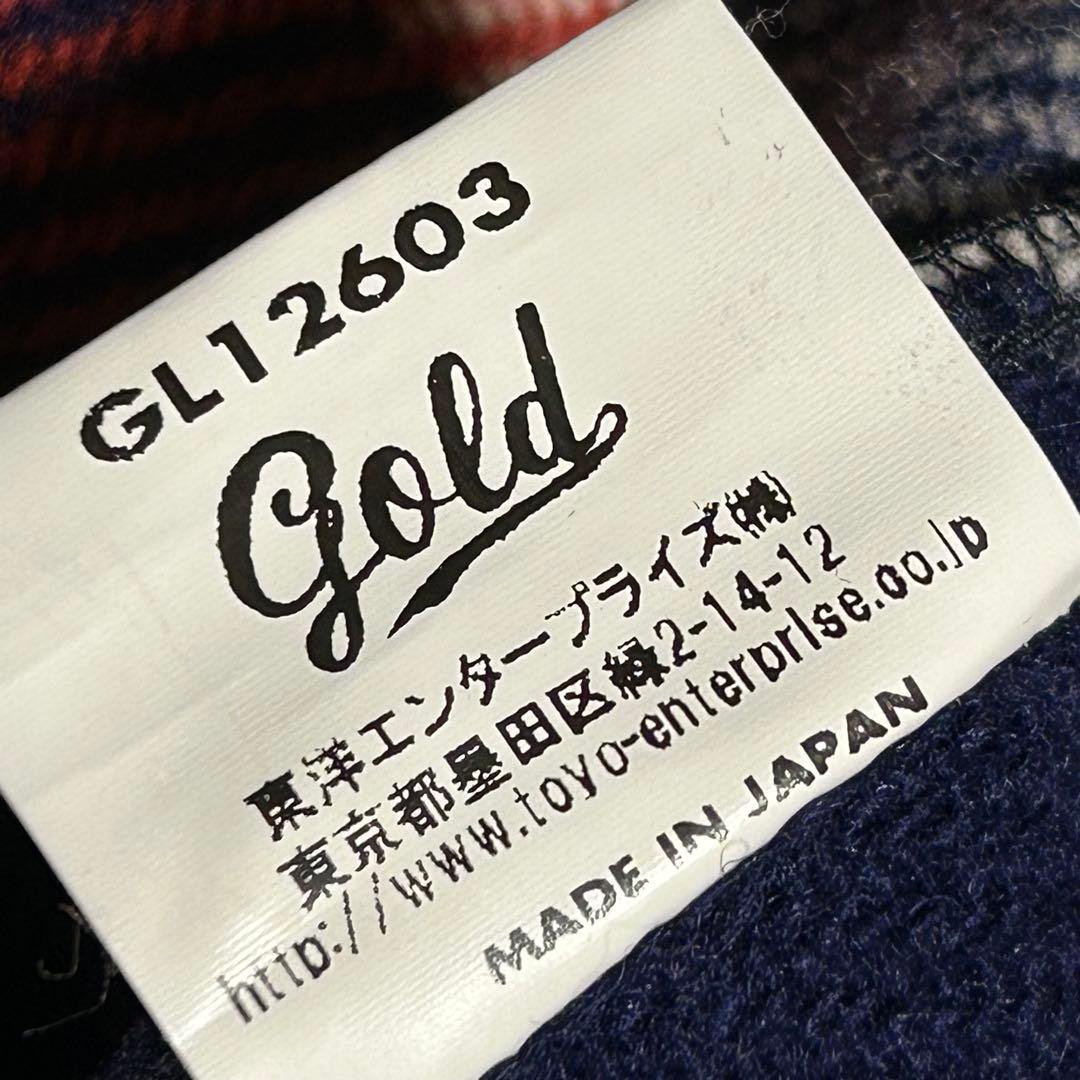 GL12603
Gold
東洋エンタープライズ㈱
東京都墨田区緑2-14-12
http://www.toyo-enterprise.co.jp
MADE IN JAPAN